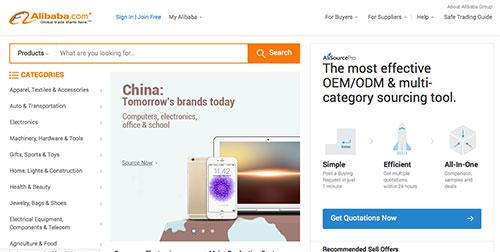 About Alibaba Group
Alibaba.com
Global trade starts here.
Sign In | Join Free
My Alibaba
For Buyers
For Suppliers
Help
Safe Trading Guide
Products
What are you looking for...
Search
CATEGORIES
Apparel, Textiles & Accessories
Auto & Transportation
Electronics
Machinery, Hardware & Tools
Gifts, Sports & Toys
Home, Lights & Construction
Health & Beauty
Jewelry, Bags & Shoes
Electrical Equipment,
Components & Telecom
Agriculture & Food
China:
Tomorrow's brands today
Computers, electronics,
office & school
Source Now >
AliSourcePro
The most effective
OEM/ODM & multi-
category sourcing tool.
Simple
Post a Buying
Request in just
1 minute
Efficient
Get multiple
quotations
within 24 hours
All-In-One
Comparison,
samples and
deals
Get Quotations Now >
Recommended Sell Offers